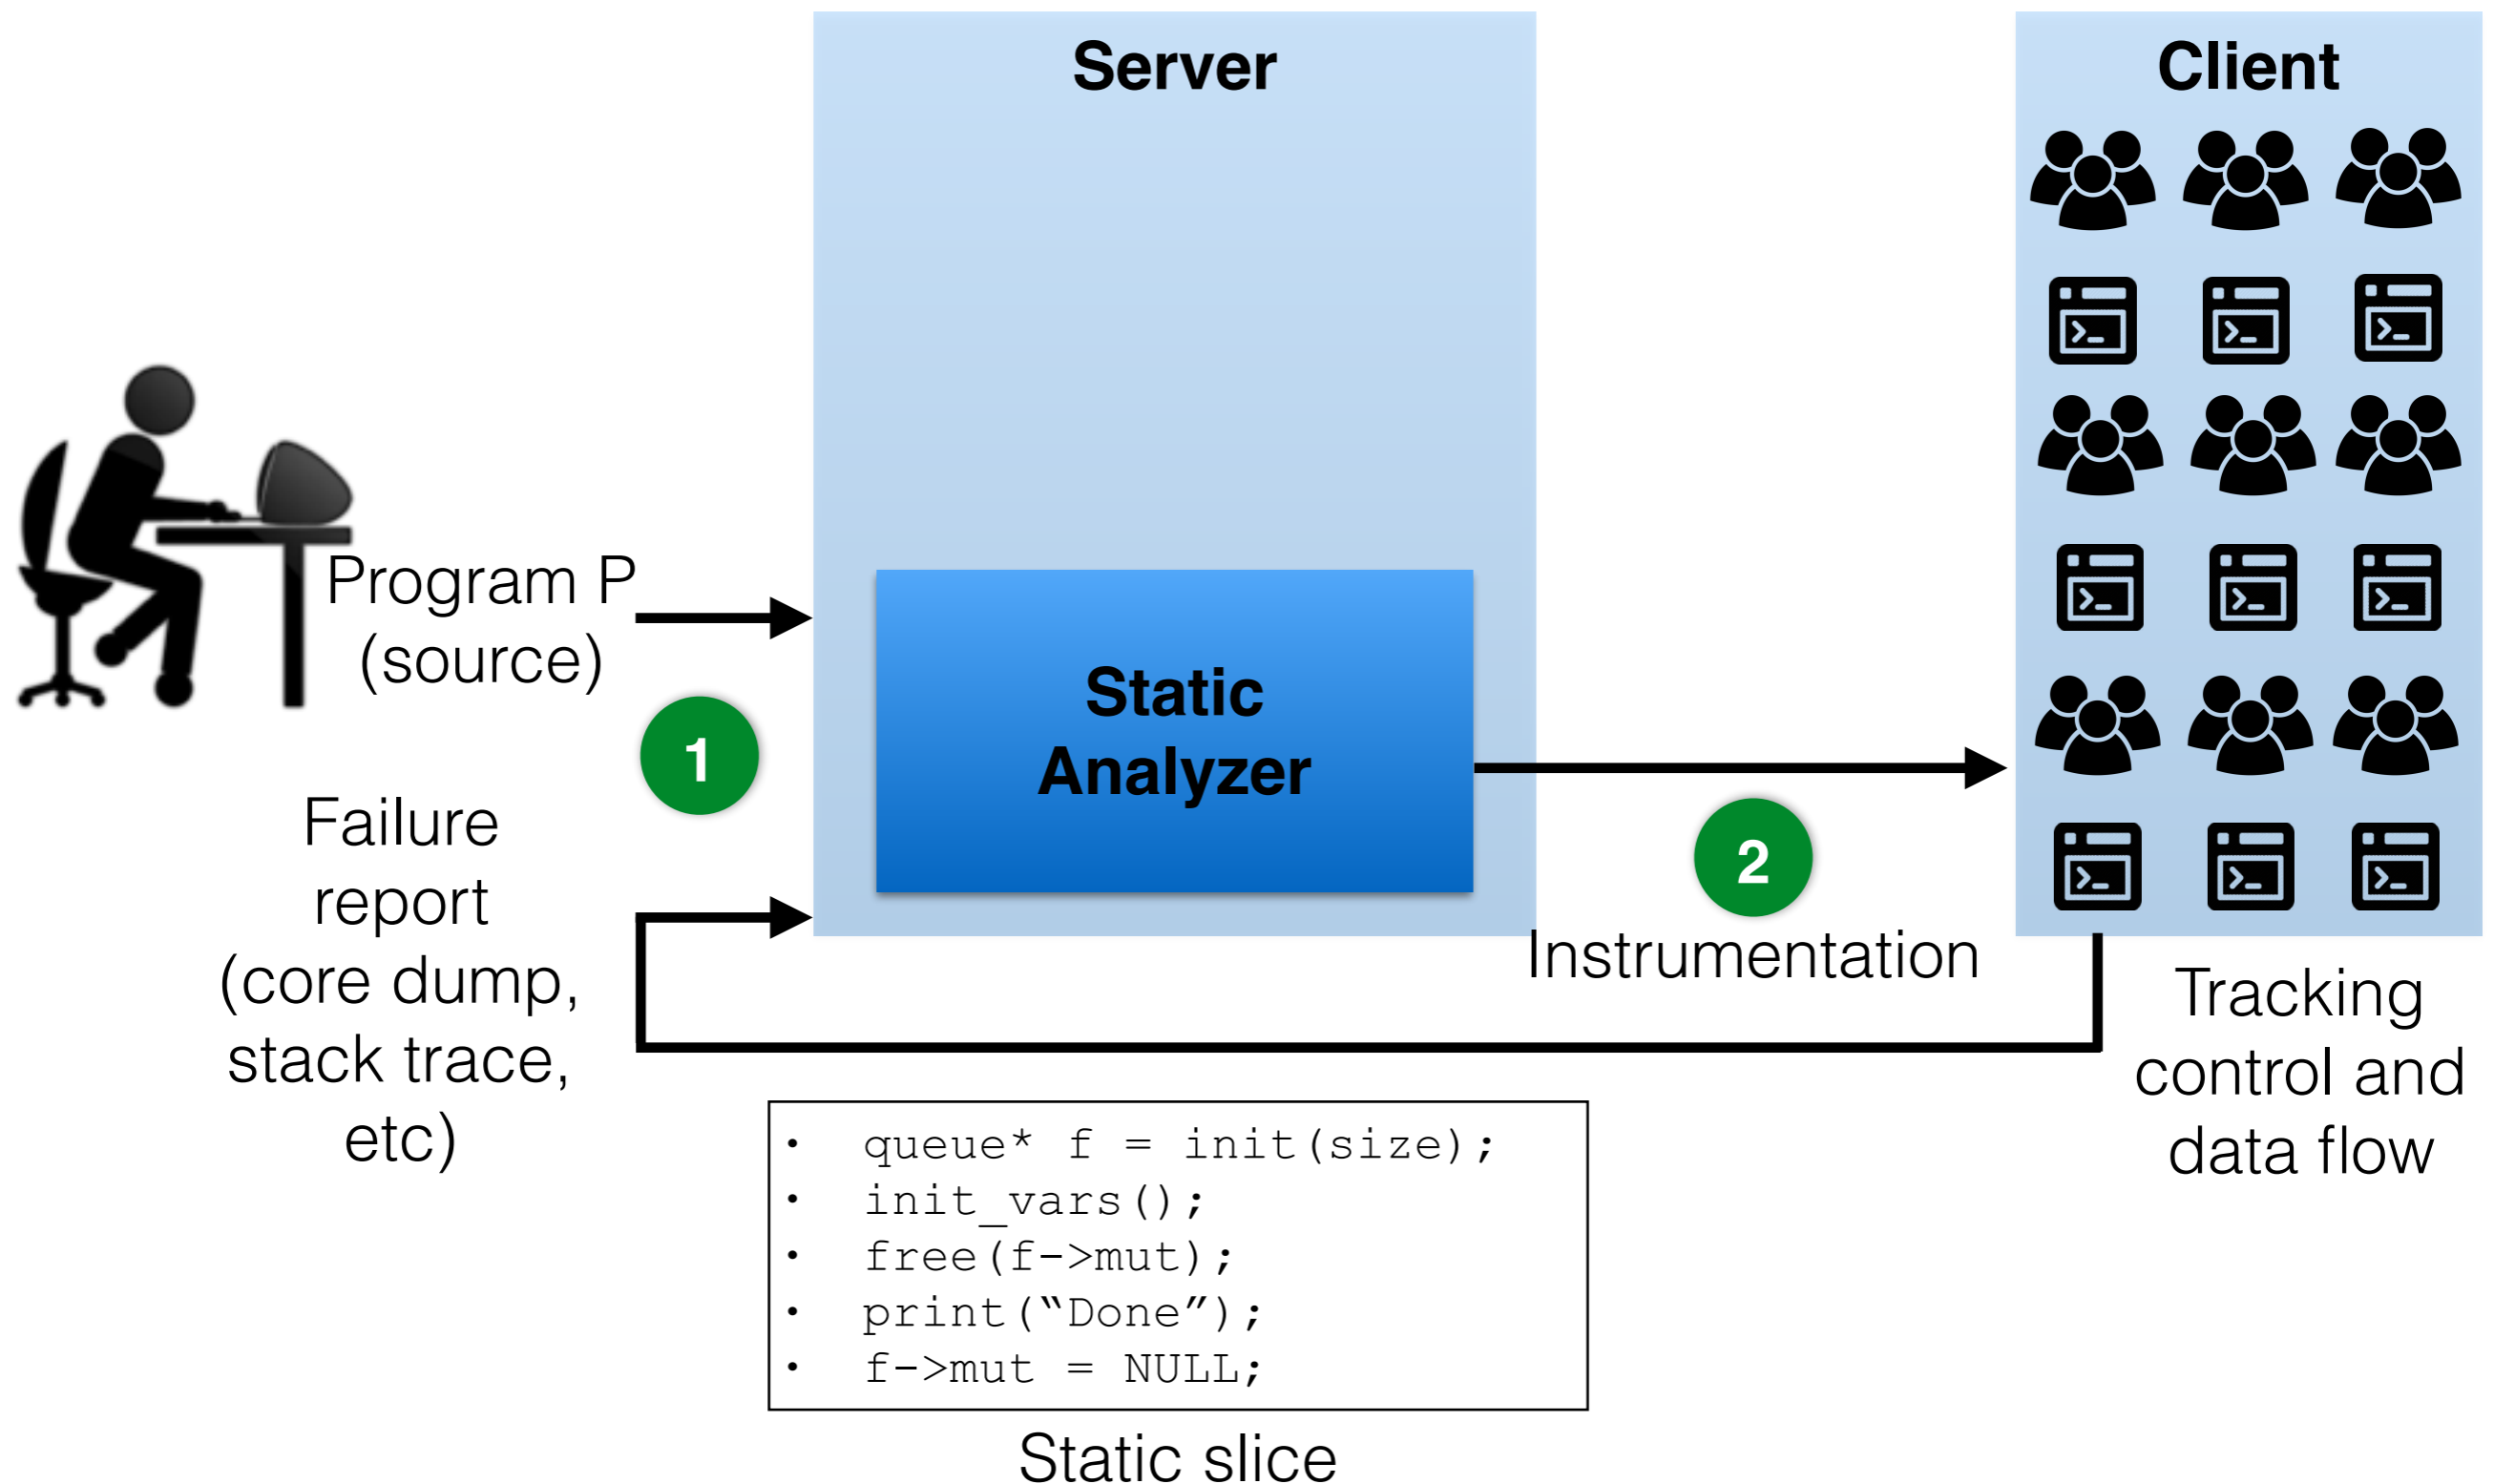 Server
Client
Program P
(source)
1
Static
Analyzer
2
Instrumentation
Failure
report
(core dump,
stack trace,
etc)
Tracking
control and
data flow
• queue* f = init(size);
• init_vars();
• free(f->mut);
• print(“Done”);
• f->mut = NULL;
Static slice